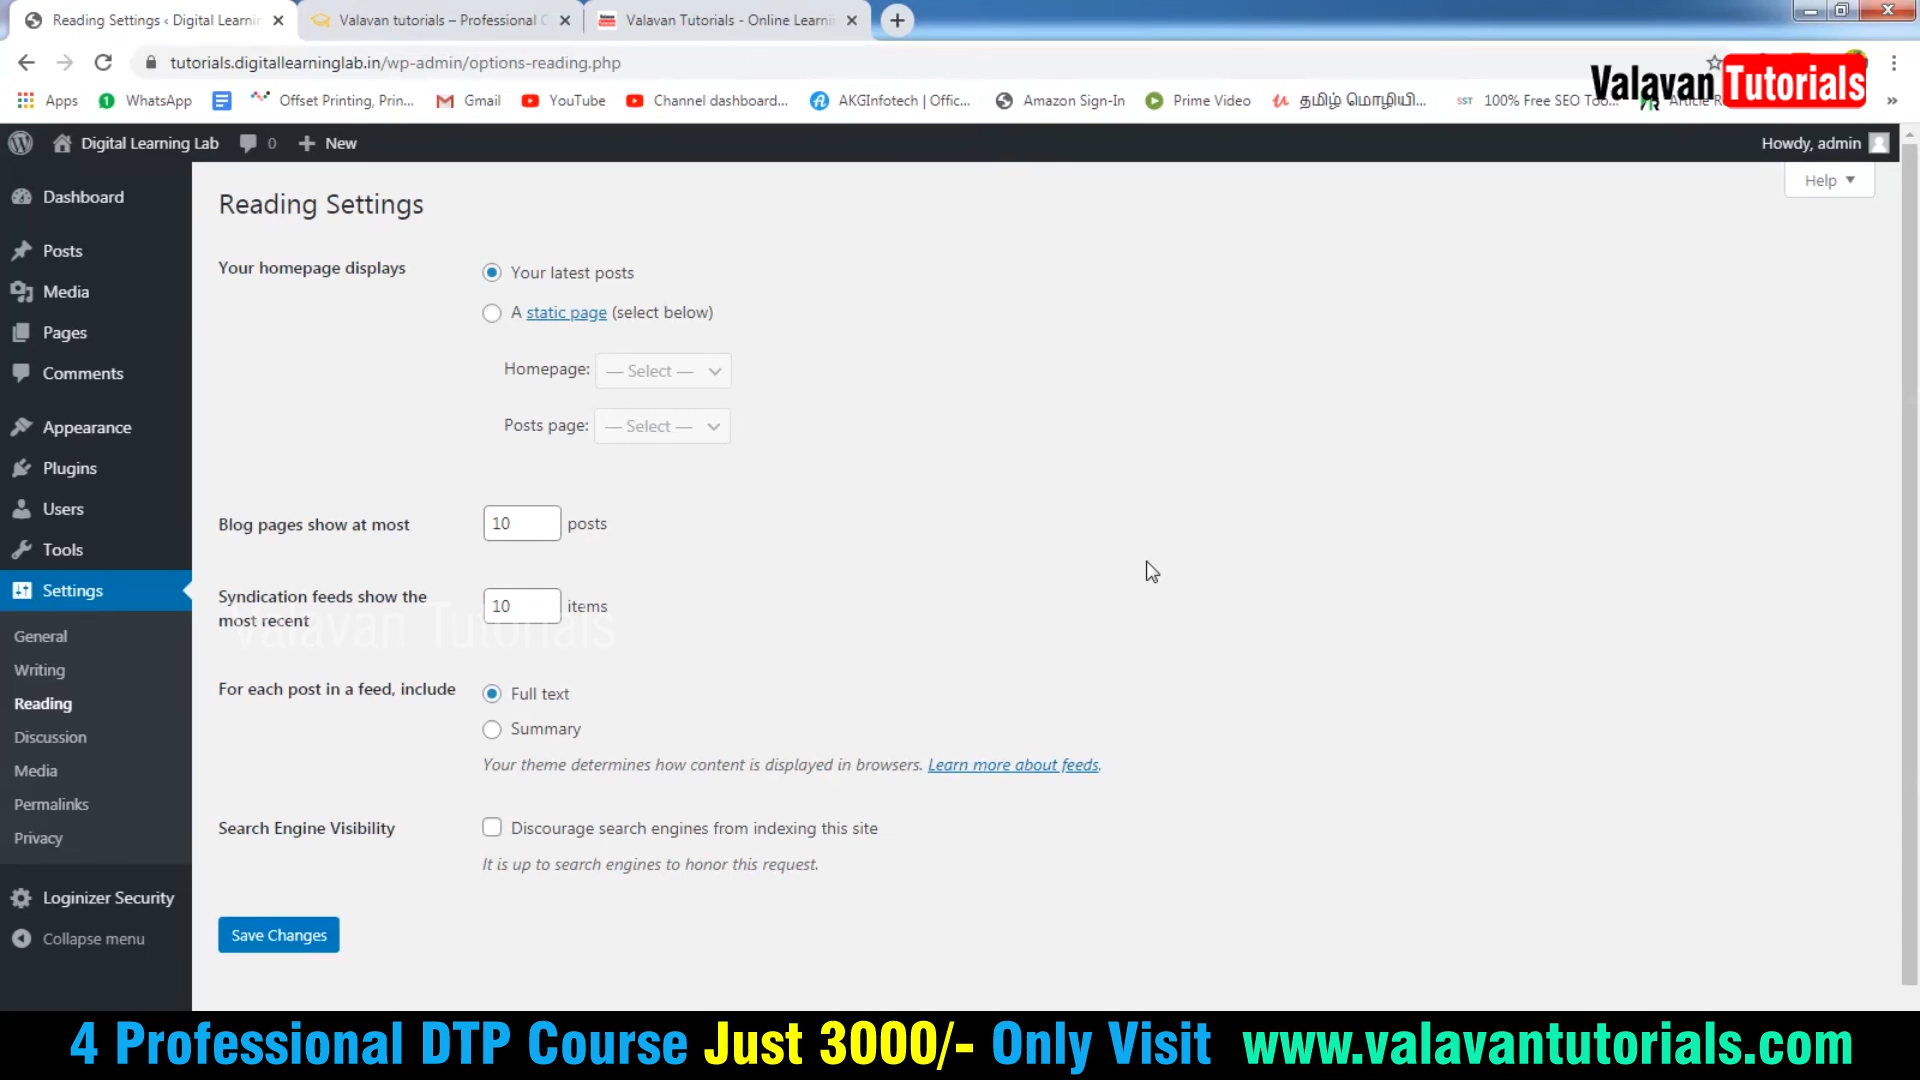 Reading Settings ‹ Digital Learnin
Valavan tutorials – Professional C
Valavan Tutorials - Online Learni
tutorials.digitallearninglab.in/wp-admin/options-reading.php
Valavan Tutorials
Apps
WhatsApp
Offset Printing, Prin...
Gmail
YouTube
Channel dashboard...
AKGInfotech | Offic...
Amazon Sign-In
Prime Video
தமிழ் மொழியி...
SST 100% Free SEO Too...
Digital Learning Lab
0
New
Howdy, admin
Help
Dashboard
Posts
Media
Pages
Comments
Appearance
Plugins
Users
Tools
Settings
General
Writing
Reading
Discussion
Media
Permalinks
Privacy
Loginizer Security
Collapse menu
Reading Settings
Your homepage displays
Your latest posts
A static page (select below)
Homepage: — Select —
Posts page: — Select —
Blog pages show at most
10 posts
Syndication feeds show the
most recent
10 items
Valavan Tutorials
For each post in a feed, include
Full text
Summary
Your theme determines how content is displayed in browsers. Learn more about feeds.
Search Engine Visibility
Discourage search engines from indexing this site
It is up to search engines to honor this request.
Save Changes
4 Professional DTP Course Just 3000/- Only Visit www.valavantutorials.com